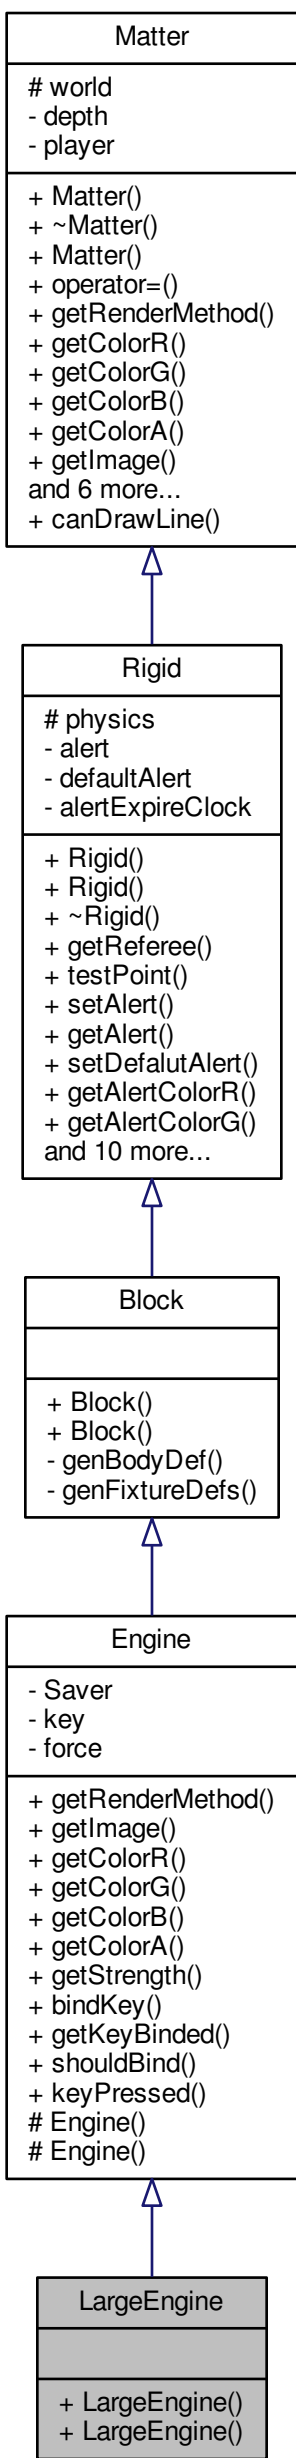 Matter
# world
- depth
- player
+ Matter()
+ ~Matter()
+ Matter()
+ operator=()
+ getRenderMethod()
+ getColorR()
+ getColorG()
+ getColorB()
+ getColorA()
+ getImage()
and 6 more...
+ canDrawLine()
Rigid
# physics
- alert
- defaultAlert
- alertExpireClock
+ Rigid()
+ Rigid()
+ ~Rigid()
+ getReferee()
+ testPoint()
+ setAlert()
+ getAlert()
+ setDefalutAlert()
+ getAlertColorR()
+ getAlertColorG()
and 10 more...
Block
+ Block()
+ Block()
- genBodyDef()
- genFixtureDefs()
Engine
- Saver
- key
- force
+ getRenderMethod()
+ getImage()
+ getColorR()
+ getColorG()
+ getColorB()
+ getColorA()
+ getStrength()
+ bindKey()
+ getKeyBinded()
+ shouldBind()
+ keyPressed()
# Engine()
# Engine()
LargeEngine
+ LargeEngine()
+ LargeEngine()